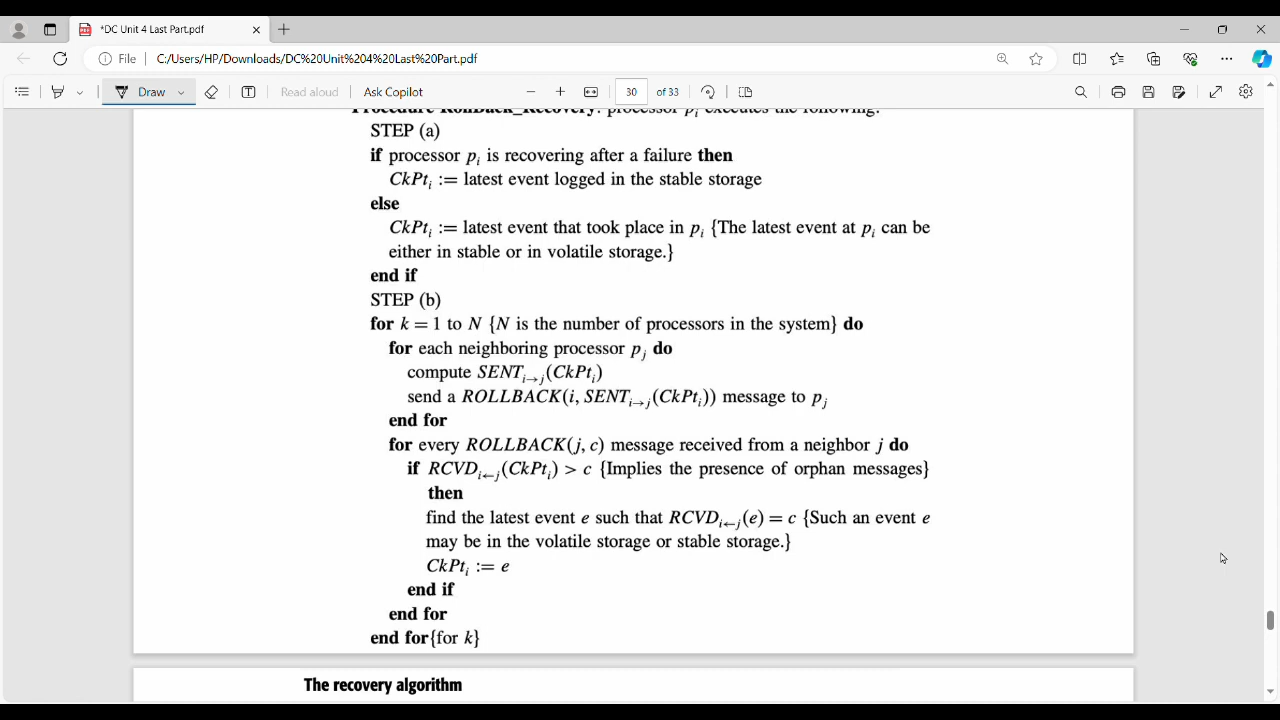 *DC Unit 4 Last Part.pdf
File C:/Users/HP/Downloads/DC%20Unit%204%20Last%20Part.pdf
Draw Read aloud Ask Copilot 30 of 33
Procedure RollBack_Recovery: processor pᵢ executes the following:
STEP (a)
if processor pᵢ is recovering after a failure then
CkPtᵢ := latest event logged in the stable storage
else
CkPtᵢ := latest event that took place in pᵢ {The latest event at pᵢ can be
either in stable or in volatile storage.}
end if
STEP (b)
for k = 1 to N {N is the number of processors in the system} do
for each neighboring processor pⱼ do
compute SENTᵢ→ⱼ(CkPtᵢ)
send a ROLLBACK(i, SENTᵢ→ⱼ(CkPtᵢ)) message to pⱼ
end for
for every ROLLBACK(j, c) message received from a neighbor j do
if RCVDᵢ←ⱼ(CkPtᵢ) > c {Implies the presence of orphan messages}
then
find the latest event e such that RCVDᵢ←ⱼ(e) = c {Such an event e
may be in the volatile storage or stable storage.}
CkPtᵢ := e
end if
end for
end for{for k}
The recovery algorithm